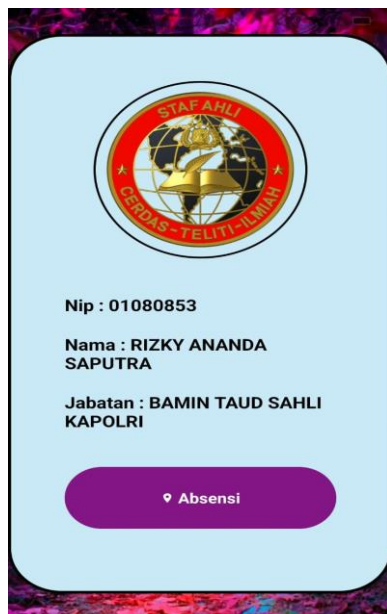 STAF AHLI
CERDAS-TELITI-ILMIAH
Nip : 01080853
Nama : RIZKY ANANDA
SAPUTRA
Jabatan : BAMIN TAUD SAHLI
KAPOLRI
Absensi